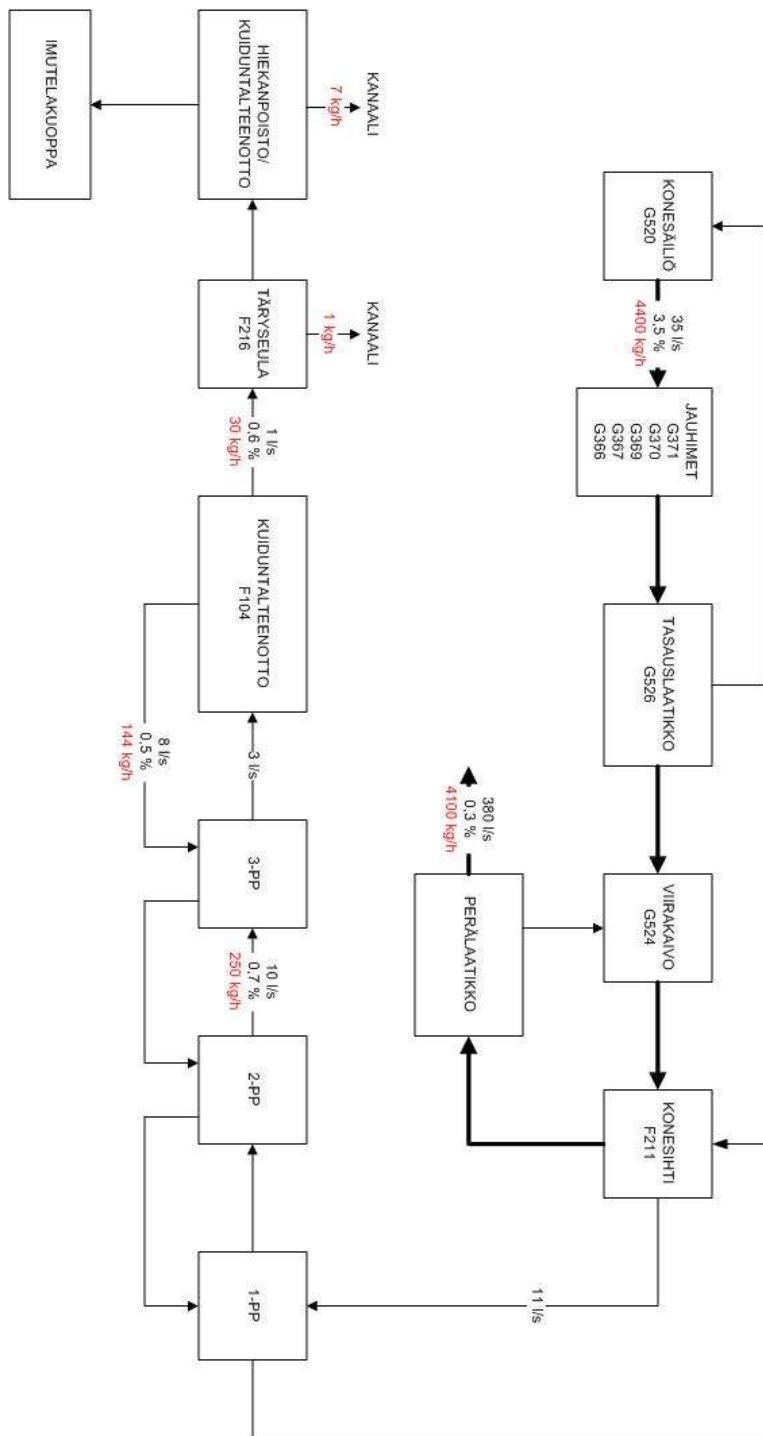 KONESÄILIÖ
G520
35 l/s
3,5 %
4400 kg/h
JAUHIMET
G371
G370
G369
G367
G366
TASAUSLAATIKKO
G526
VIIRAKAIVO
G524
KONESIHTI
F211
380 l/s
0,3 %
4100 kg/h
PERÄLAATIKKO
11 l/s
KANAALI
7 kg/h
KANAALI
1 kg/h
IMUTELAKUOPPA
HIEKANPOISTO/
KUIDUNTALTEENOTTO
TÄRYSEULA
F216
1 l/s
0,6 %
30 kg/h
KUIDUNTALTEENOTTO
F104
3 l/s
3-PP
10 l/s
0,7 %
250 kg/h
2-PP
1-PP
8 l/s
0,5 %
144 kg/h